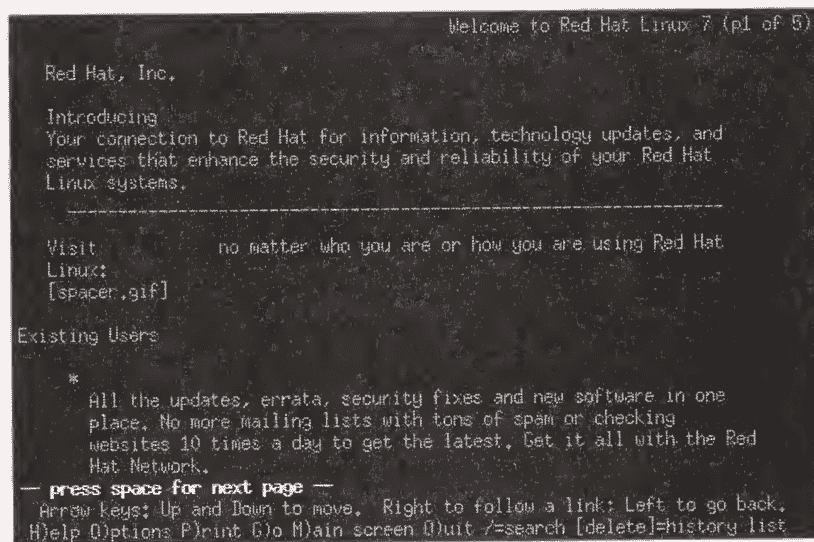 Welcome to Red Hat Linux 7 (p1 of 5)
Red Hat, Inc.
Introducing
Your connection to Red Hat for information, technology updates, and
services that enhance the security and reliability of your Red Hat
Linux systems.
Visit no matter who you are or how you are using Red Hat
Linux:
[spacer.gif]
Existing Users
*
All the updates, errata, security fixes and new software in one
place. No more mailing lists with tons of spam or checking
websites 10 times a day to get the latest. Get it all with the Red
Hat Network.
-- press space for next page --
Arrow keys: Up and Down to move. Right to follow a link; Left to go back.
H)elp O)ptions P)rint G)o M)ain screen Q)uit /=search [delete]=history list